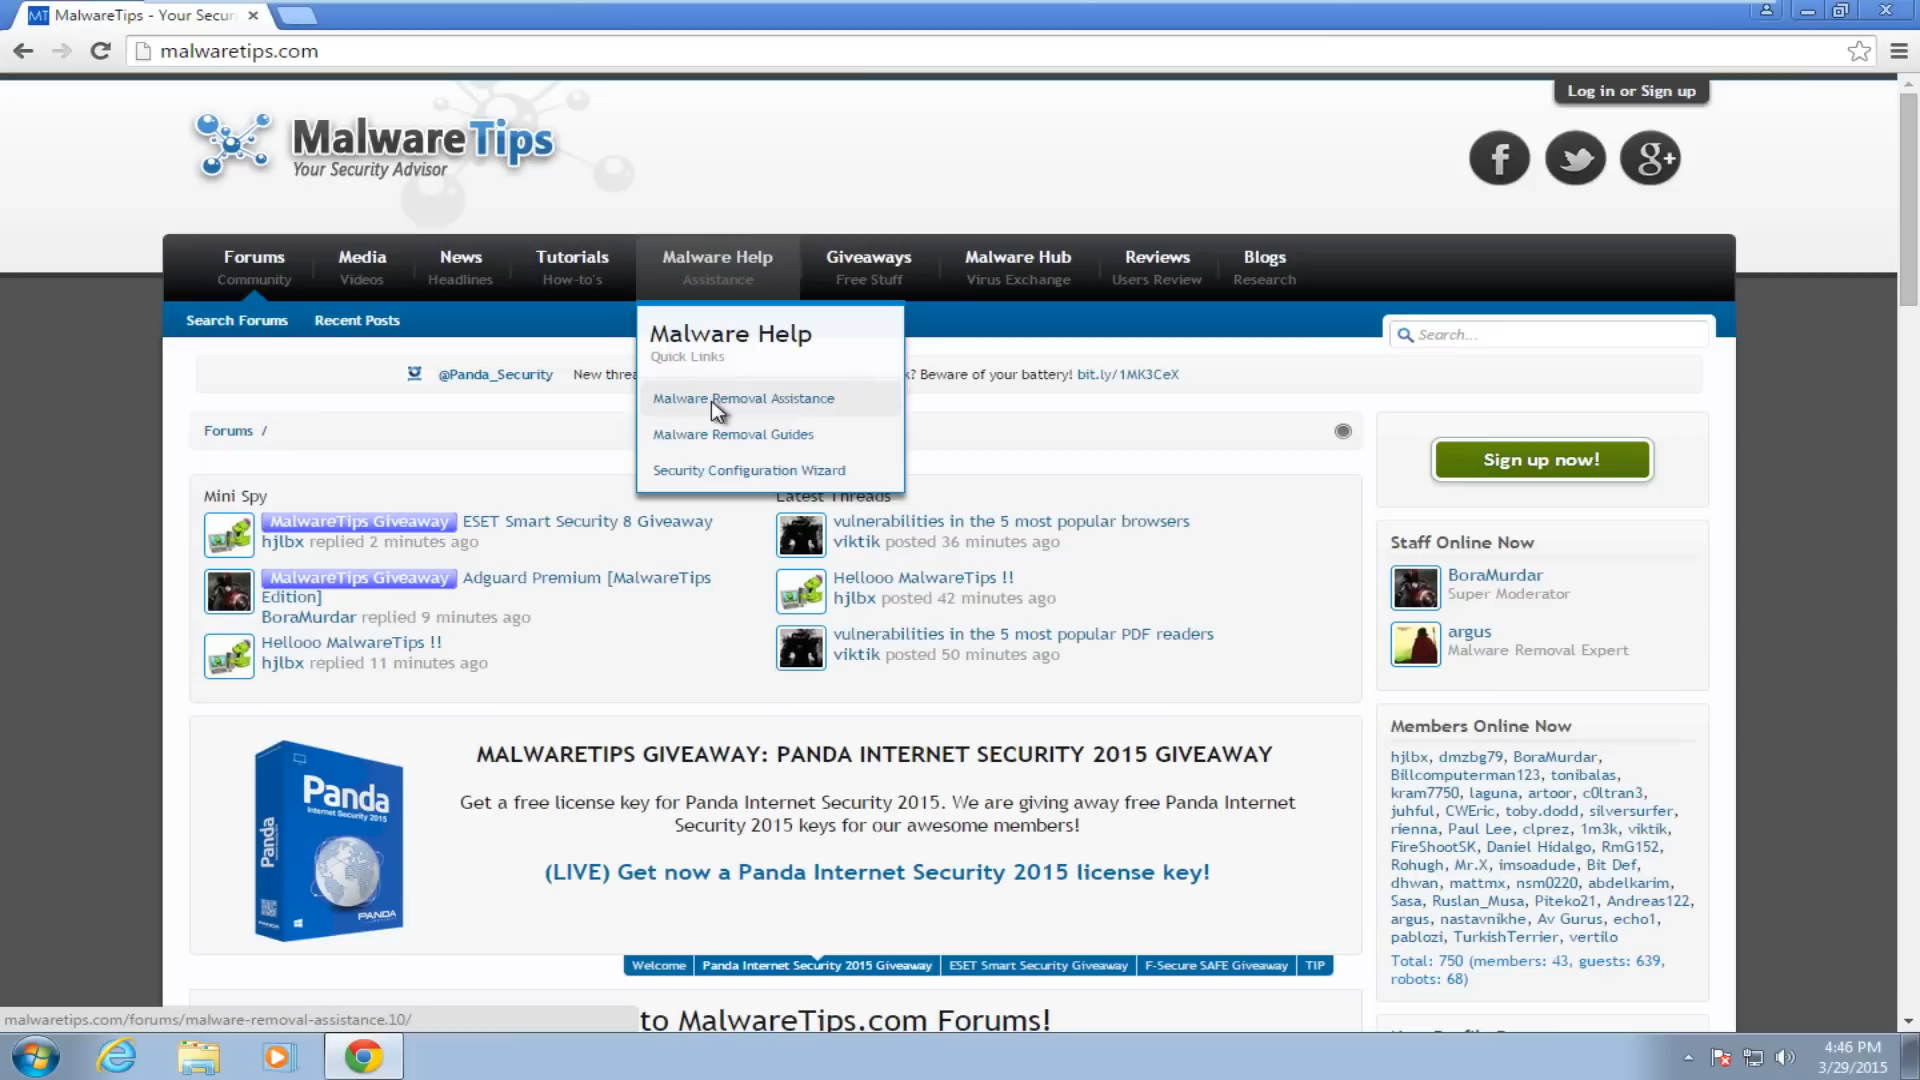 MT MalwareTips - Your Secur
malwaretips.com
Log in or Sign up
MalwareTips
Your Security Advisor
Forums Media News Tutorials Malware Help Giveaways Malware Hub Reviews Blogs
Community Videos Headlines How-to's Assistance Free Stuff Virus Exchange Users Review Research
Search Forums Recent Posts
Search...
Malware Help
Quick Links
Malware Removal Assistance
Malware Removal Guides
Security Configuration Wizard
@Panda_Security New threa k? Beware of your battery! bit.ly/1MK3CeX
Forums /
Sign up now!
Mini Spy
MalwareTips Giveaway ESET Smart Security 8 Giveaway
hjlbx replied 2 minutes ago
MalwareTips Giveaway Adguard Premium [MalwareTips
Edition]
BoraMurdar replied 9 minutes ago
Hellooo MalwareTips !!
hjlbx replied 11 minutes ago
Latest Threads
vulnerabilities in the 5 most popular browsers
viktik posted 36 minutes ago
Hellooo MalwareTips !!
hjlbx posted 42 minutes ago
vulnerabilities in the 5 most popular PDF readers
viktik posted 50 minutes ago
Staff Online Now
BoraMurdar
Super Moderator
argus
Malware Removal Expert
MALWARETIPS GIVEAWAY: PANDA INTERNET SECURITY 2015 GIVEAWAY
Get a free license key for Panda Internet Security 2015. We are giving away free Panda Internet
Security 2015 keys for our awesome members!
(LIVE) Get now a Panda Internet Security 2015 license key!
Panda
Internet Security 2015
Panda
PANDA
Welcome Panda Internet Security 2015 Giveaway ESET Smart Security Giveaway F-Secure SAFE Giveaway TIP
Members Online Now
hjlbx, dmzbg79, BoraMurdar,
Billcomputerman123, tonibalas,
kram7750, laguna, artoor, c0ltran3,
juhful, CWEric, toby.dodd, silversurfer,
rienna, Paul Lee, clprez, 1m3k, viktik,
FireShootSK, Daniel Hidalgo, RmG152,
Rohugh, Mr.X, imsoadude, Bit Def,
dhwan, mattmx, nsm0220, abdelkarim,
Sasa, Ruslan_Musa, Piteko21, Andreas122,
argus, nastavnikhe, Av Gurus, echo1,
pablozi, TurkishTerrier, vertilo
Total: 750 (members: 43, guests: 639,
robots: 68)
to MalwareTips.com Forums!
malwaretips.com/forums/malware-removal-assistance.10/
4:46 PM
3/29/2015